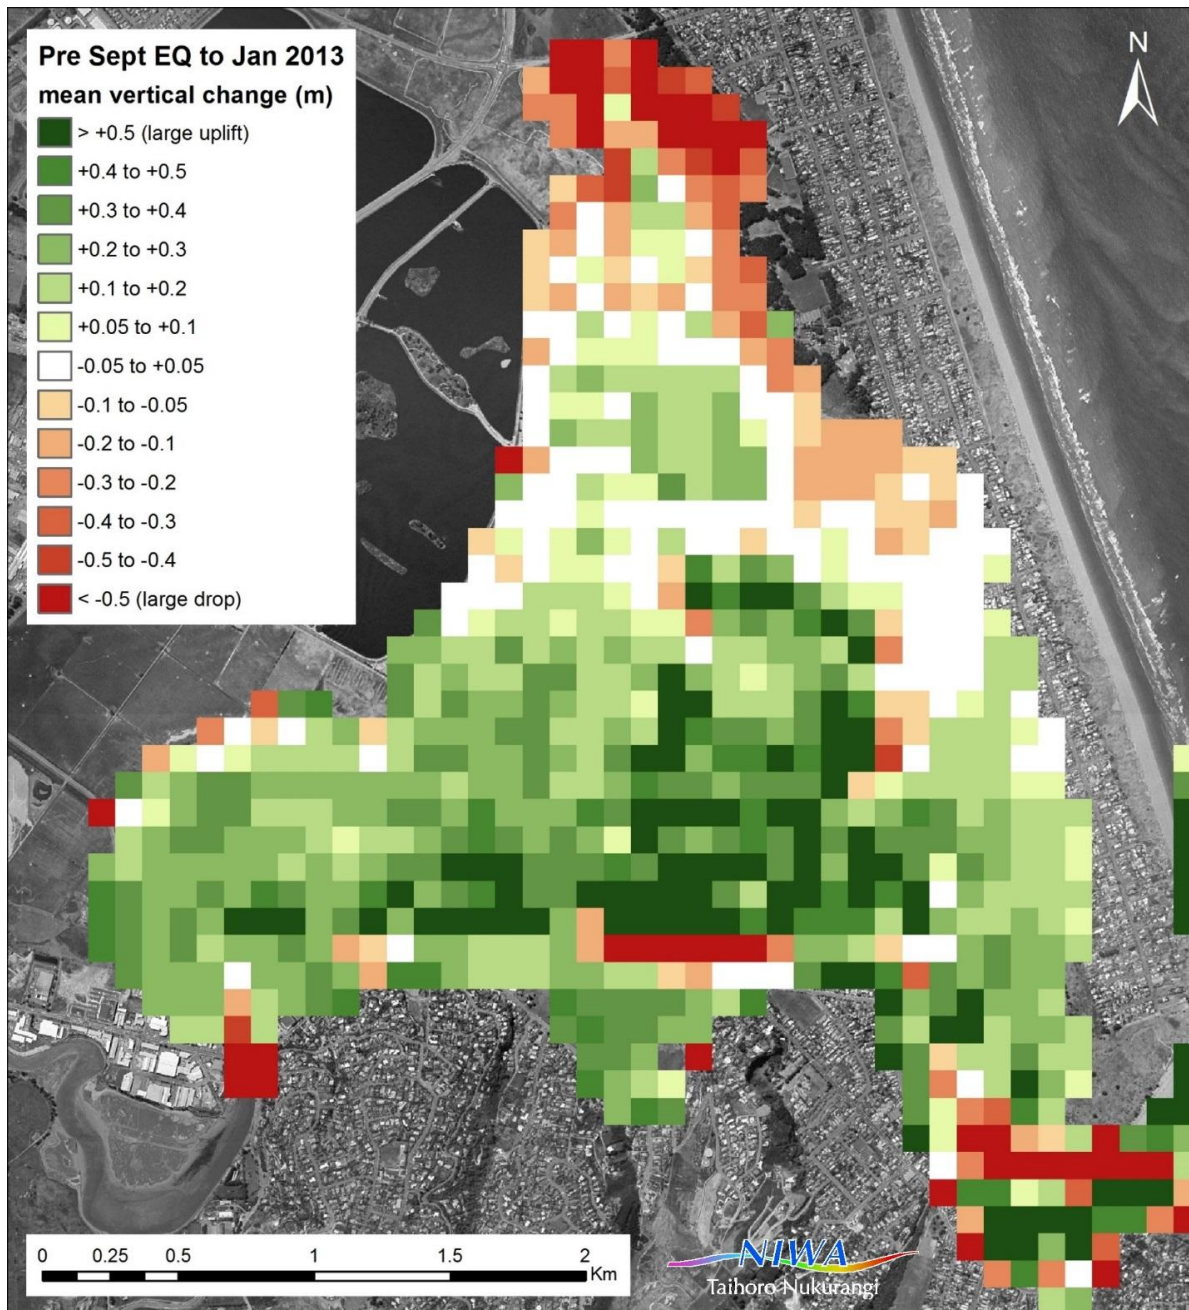 Pre Sept EQ to Jan 2013
mean vertical change (m)
> +0.5 (large uplift)
+0.4 to +0.5
+0.3 to +0.4
+0.2 to +0.3
+0.1 to +0.2
+0.05 to +0.1
-0.05 to +0.05
-0.1 to -0.05
-0.2 to -0.1
-0.3 to -0.2
-0.4 to -0.3
-0.5 to -0.4
< -0.5 (large drop)
N
0 0.25 0.5 1 1.5 2
Km
NIWA
Taihoro Nukurangi